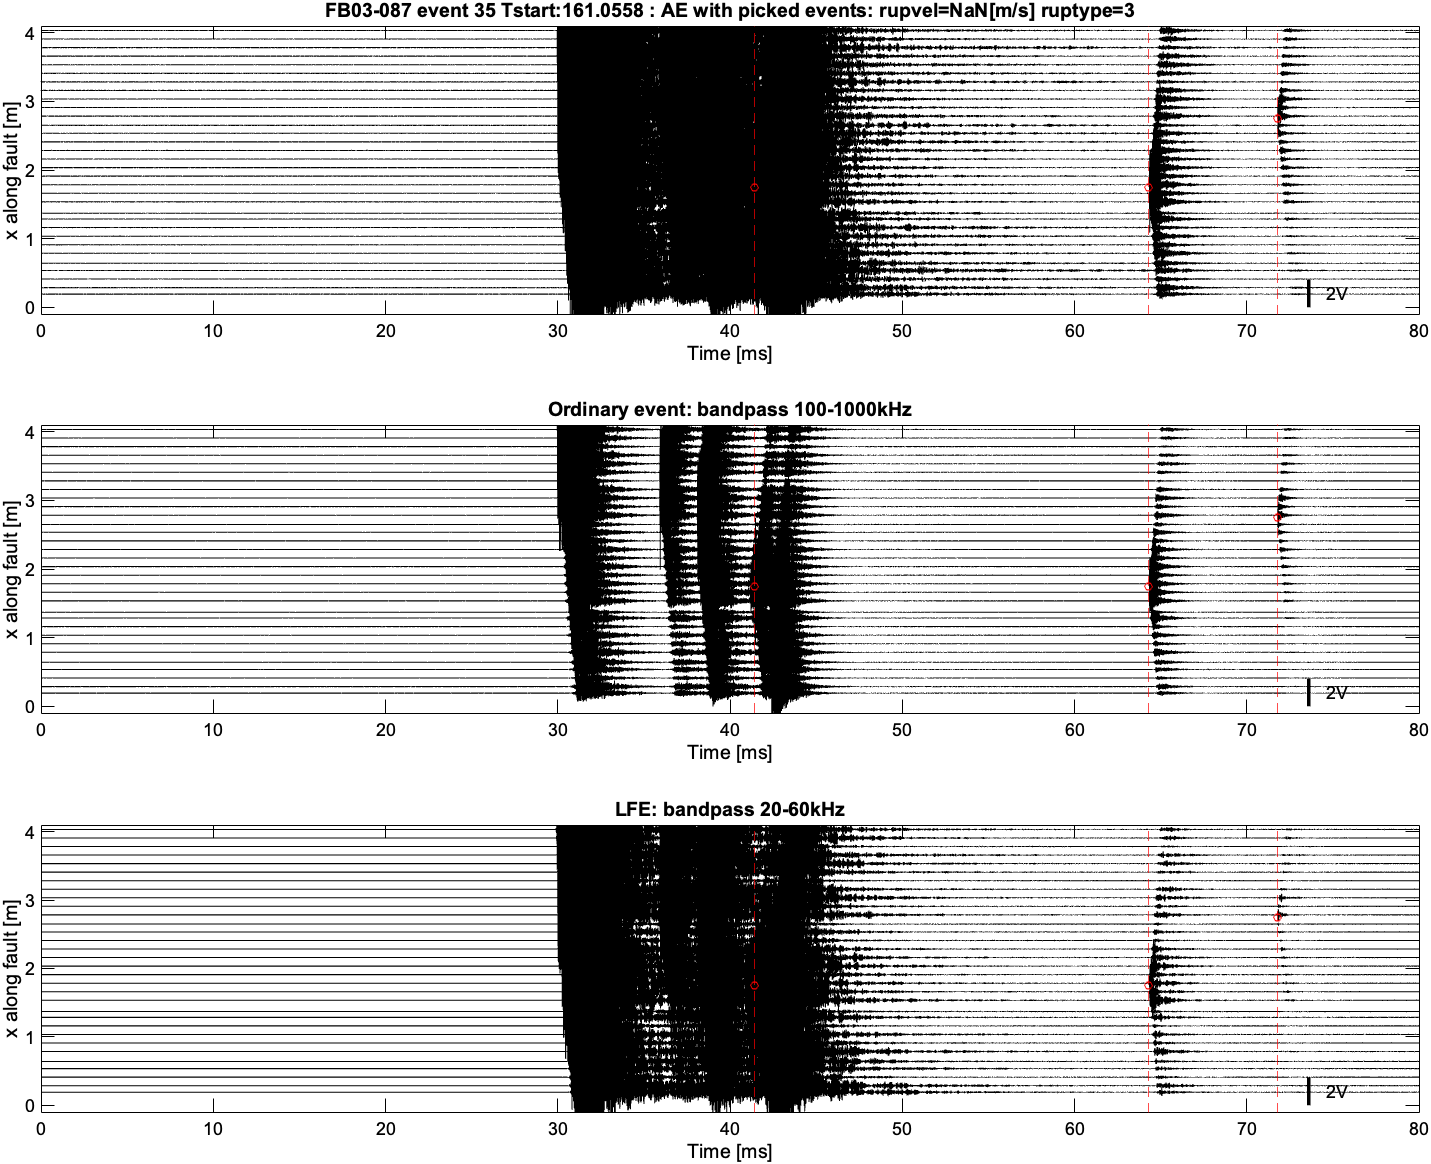 FB03-087 event 35 Tstart:161.0558 : AE with picked events: rupvel=NaN[m/s] ruptype=3
4
3
2
1
0
x along fault [m]
2V
0 10 20 30 40 50 60 70 80
Time [ms]
Ordinary event: bandpass 100-1000kHz
4
3
2
1
0
x along fault [m]
2V
0 10 20 30 40 50 60 70 80
Time [ms]
LFE: bandpass 20-60kHz
4
3
2
1
0
x along fault [m]
2V
0 10 20 30 40 50 60 70 80
Time [ms]